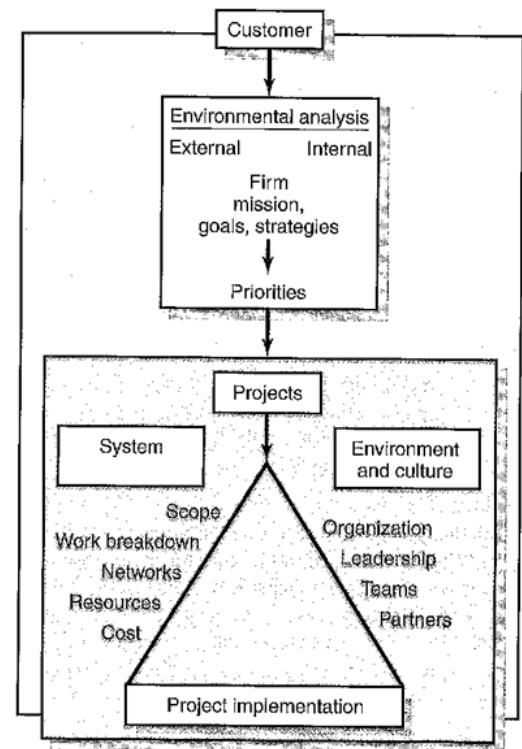 Customer
Environmental analysis
External Internal
Firm
mission,
goals, strategies
Priorities
Projects
System
Environment
and culture
Scope
Work breakdown
Networks
Resources
Cost
Organization
Leadership
Teams
Partners
Project implementation